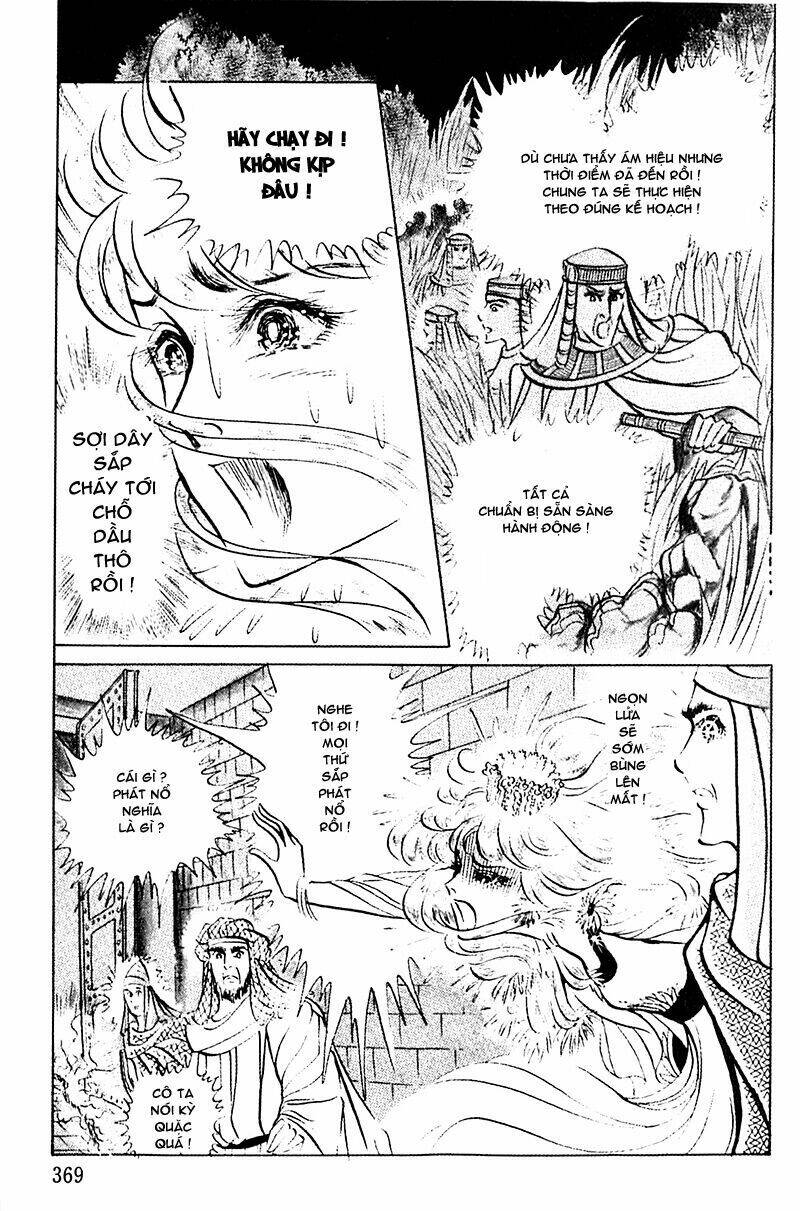 DÙ CHƯA THẤY ÁM HIỆU NHƯNG
THỜI ĐIỂM ĐÃ ĐẾN RỒI !
CHUNG TA SẼ THỰC HIỆN
THEO ĐÚNG KẾ HOẠCH !
TẤT CẢ
CHUẨN BỊ SẴN SÀNG
HÀNH ĐỘNG !
HÃY CHẠY ĐI !
KHÔNG KỊP
ĐÂU !
SỢI DÂY
SẮP
CHÁY TỚI
CHỖ
DẦU
THÔ
RỒI !
NGỌN
LỬA
SẼ
SỚM
BÙNG
LÊN
MẤT !
NGHE
TÔI ĐI !
MỌI
THỨ
SẮP
PHÁT
NỔ
RỒI !
CÁI GÌ ?
PHÁT NỔ
NGHĨA
LÀ GÌ ?
CÔ TA
NÓI KỲ
QUẶC
QUÁ !
369